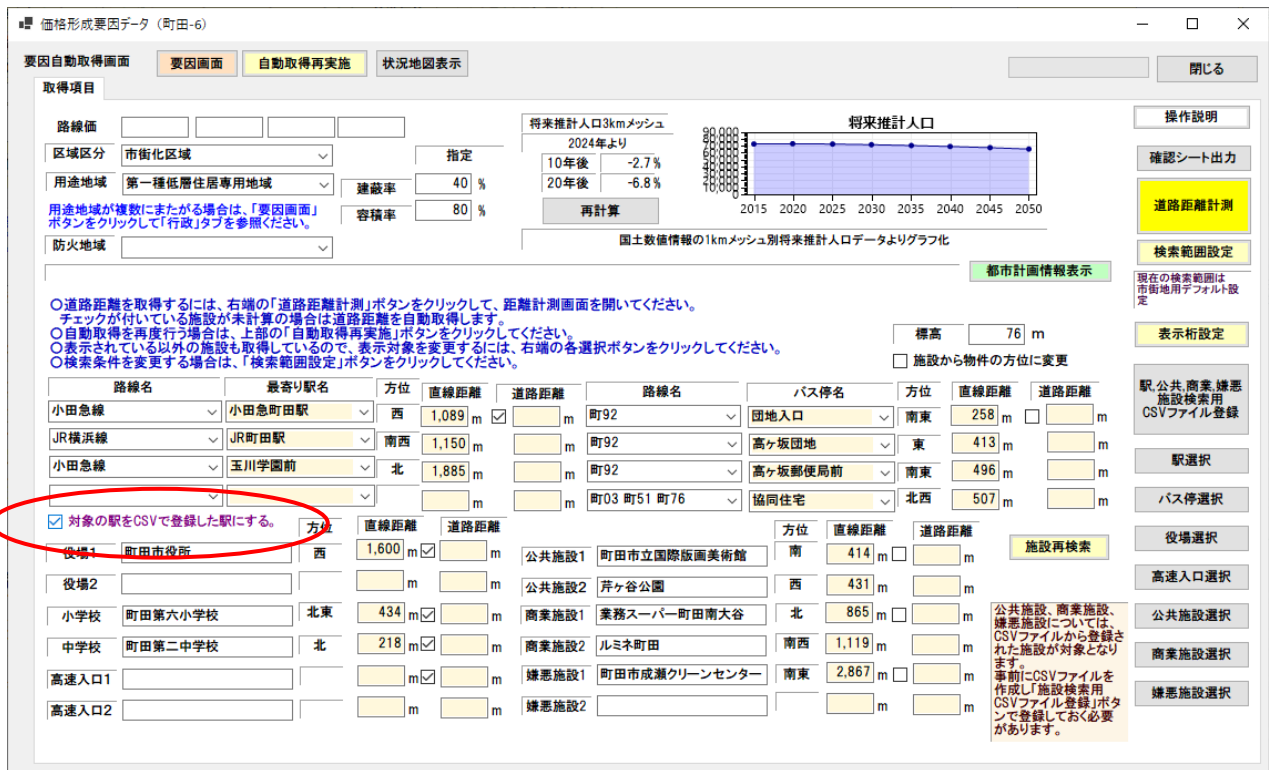 価格形成要因データ（町田-6）
要因自動取得画面 要因画面 自動取得再実施 状況地図表示 閉じる
取得項目
操作説明
確認シート出力
道路距離計測
検索範囲設定
現在の検索範囲は
市街地用デフォルト設
定
表示桁設定
駅,公共,商業,嫌悪
施設検索用
CSVファイル登録
駅選択
バス停選択
役場選択
高速入口選択
公共施設選択
商業施設選択
嫌悪施設選択
路線価
区域区分 市街化区域
用途地域 第一種低層住居専用地域
指定
建蔽率 40 %
容積率 80 %
用途地域が複数にまたがる場合は、「要因画面」
ボタンをクリックして「行政」タブを参照ください。
防火地域
将来推計人口3kmメッシュ
2024年より
10年後 -2.7%
20年後 -6.8%
再計算
将来推計人口
2015 2020 2025 2030 2035 2040 2045 2050
国土数値情報の1kmメッシュ別将来推計人口データよりグラフ化
都市計画情報表示
○道路距離を取得するには、右端の「道路距離計測」ボタンをクリックして、距離計測画面を開いてください。
チェックが付いている施設が未計算の場合は道路距離を自動取得します。
○自動取得を再度行う場合は、上部の「自動取得再実施」ボタンをクリックしてください。
○表示されている以外の施設も取得しているので、表示対象を変更するには、右端の各選択ボタンをクリックしてください。
○検索条件を変更する場合は、「検索範囲設定」ボタンをクリックしてください。
標高 76 m
施設から物件の方位に変更
路線名 最寄り駅名 方位 直線距離 道路距離 路線名 バス停名 方位 直線距離 道路距離
小田急線 小田急町田駅 西 1,089 m m 町92 団地入口 南東 258 m m
JR横浜線 JR町田駅 南西 1,150 m m 町92 高ヶ坂団地 東 413 m m
小田急線 玉川学園前 北 1,885 m m 町92 高ヶ坂郵便局前 南東 496 m m
m m 町03 町51 町76 協同住宅 北西 507 m m
対象の駅をCSVで登録した駅にする。
方位 直線距離 道路距離 方位 直線距離 道路距離
役場1 町田市役所 西 1,600 m m 公共施設1 町田市立国際版画美術館 南 414 m m 施設再検索
役場2 m m 公共施設2 芹ヶ谷公園 西 431 m m
小学校 町田第六小学校 北東 434 m m 商業施設1 業務スーパー町田南大谷 北 865 m m
中学校 町田第二中学校 北 218 m m 商業施設2 ルミネ町田 南西 1,119 m m
高速入口1 m m 嫌悪施設1 町田市成瀬クリーンセンター 南東 2,867 m m
高速入口2 m m 嫌悪施設2 m m
公共施設、商業施設、
嫌悪施設については、
CSVファイルから登録さ
れた施設が対象となり
ます。
事前にCSVファイルを
作成し「施設検索用
CSVファイル登録」ボタ
ンで登録しておく必要
があります。